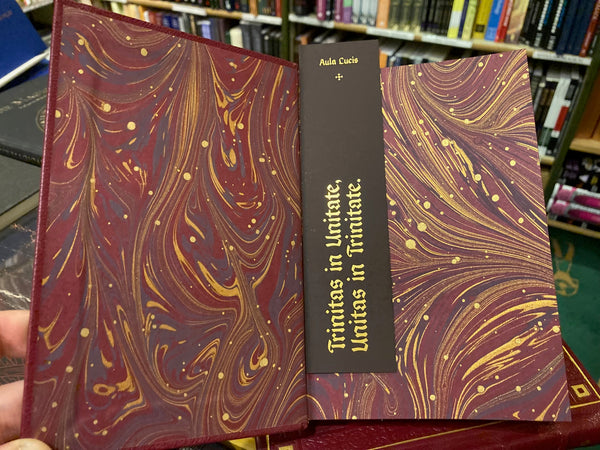 Aula Lucis
Trinitas in Unitate,
Unitas in Trinitate.